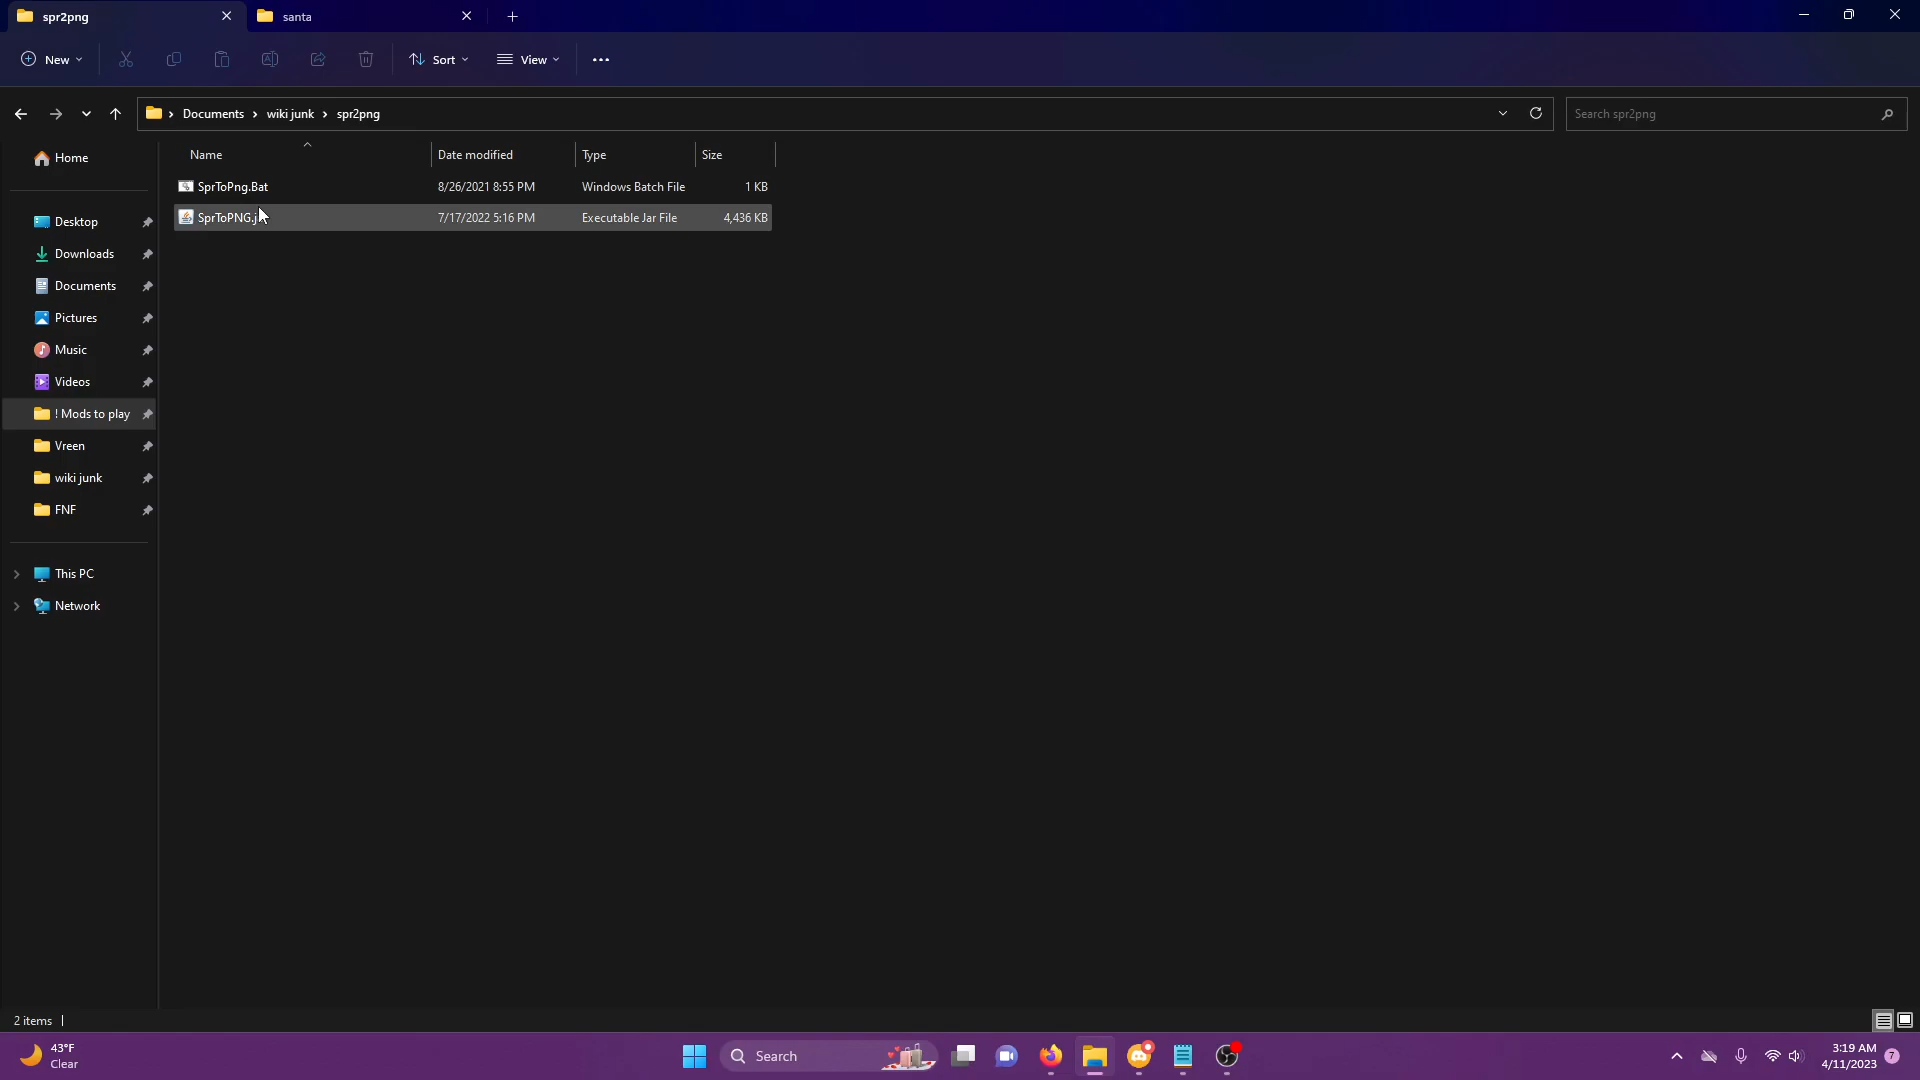 spr2png
santa
New
Sort
View
Documents
wiki junk
spr2png
Search spr2png
Home
Name
Date modified
Type
Size
SprToPng.Bat
8/26/2021 8:55 PM
Windows Batch File
1 KB
7/17/2022 5:16 PM
Executable Jar File
4,436 KB
Desktop
Downloads
Documents
Pictures
Music
Videos
! Mods to play
Vreen
wiki junk
FNF
This PC
Network
2 items
43°F
Clear
Search
3:19 AM
4/11/2023
7